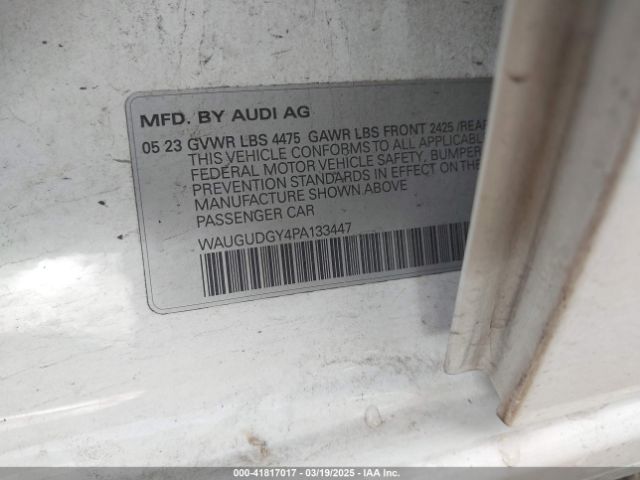 MFD. BY AUDI AG
05 23 GVWR LBS 4475 GAWR LBS FRONT 2425 /REAR
THIS VEHICLE CONFORMS TO ALL APPLICABLE
FEDERAL MOTOR VEHICLE SAFETY, BUMPER
PREVENTION STANDARDS IN EFFECT ON THE
MANUFACTURE SHOWN ABOVE
PASSENGER CAR
WAUGUDGY4PA133447
000-41817017 • 03/19/2025 • IAA Inc.